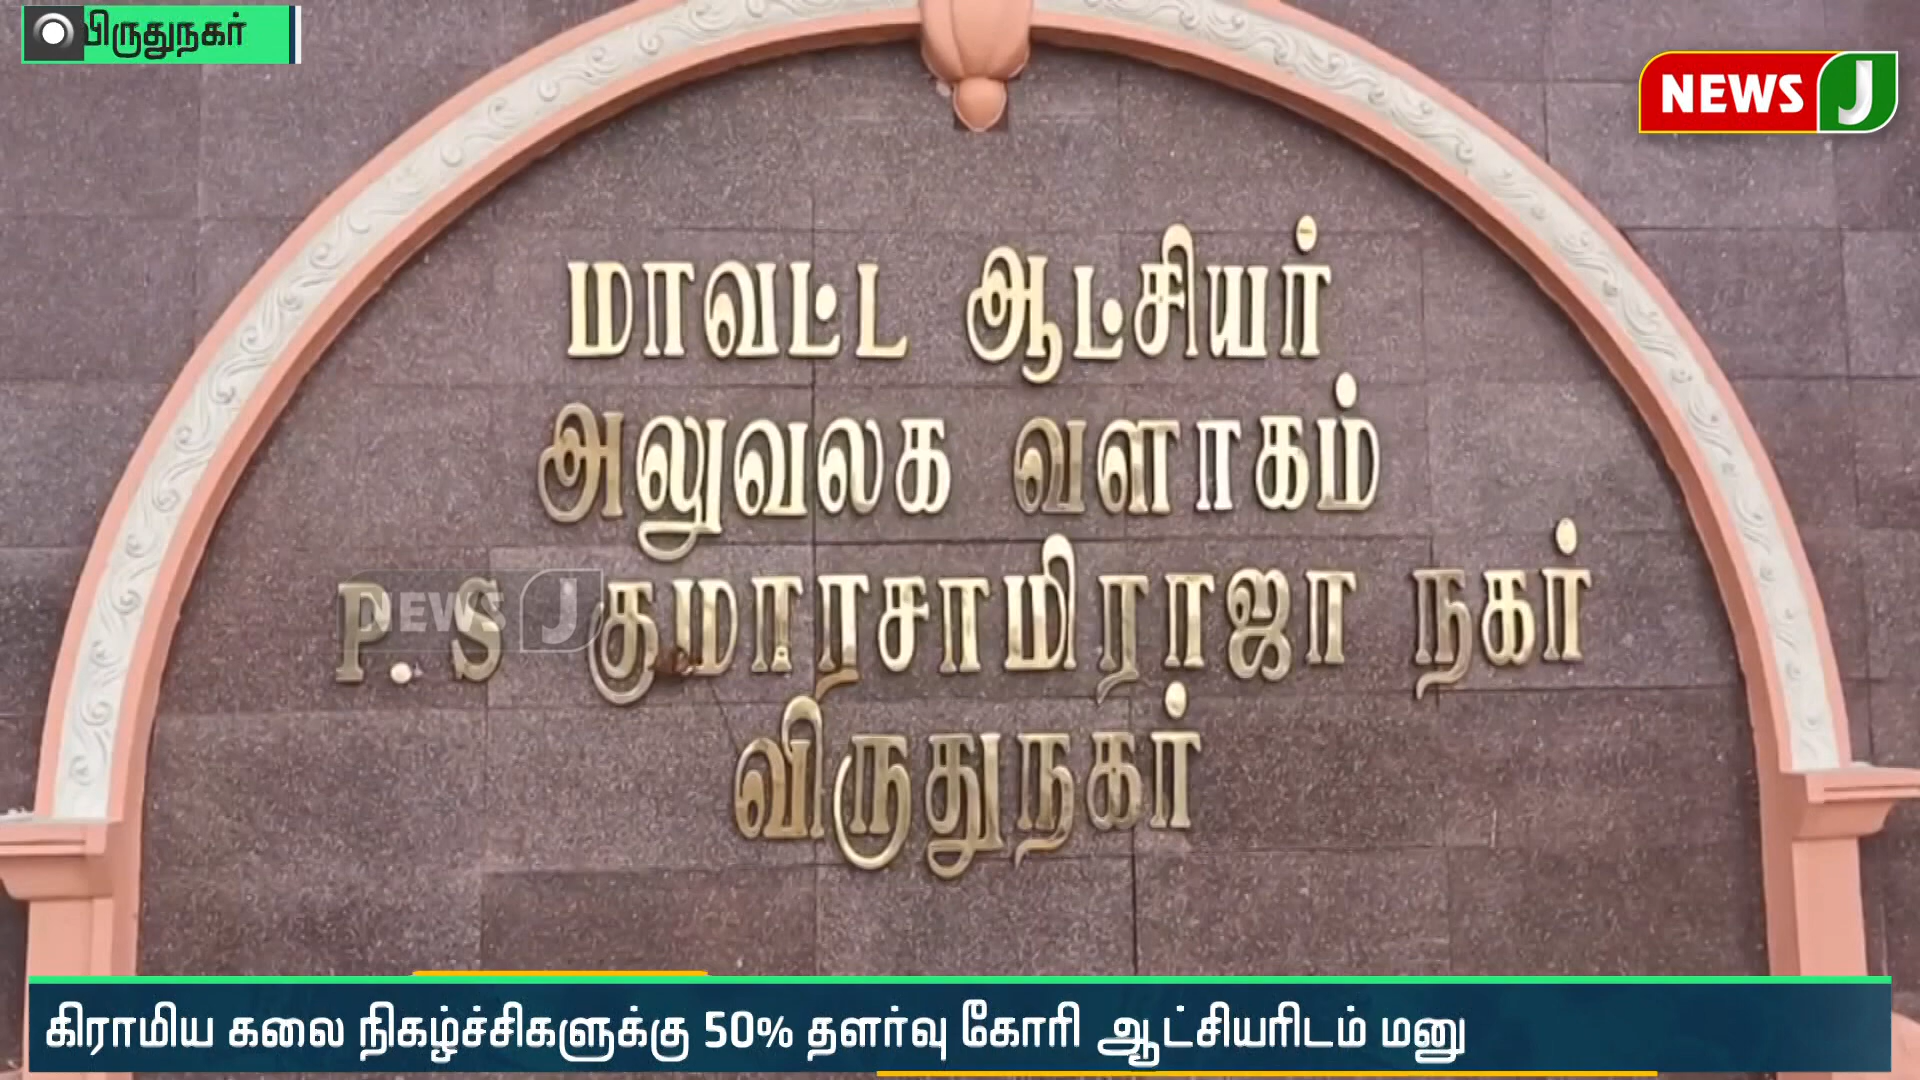 விருதுநகர்
NEWS J
மாவட்ட ஆட்சியர்
அலுவலக வளாகம்
P.S குமாரசாமிராஜா நகர்
NEWS J
விருதுநகர்
கிராமிய கலை நிகழ்ச்சிகளுக்கு 50% தளர்வு கோரி ஆட்சியரிடம் மனு